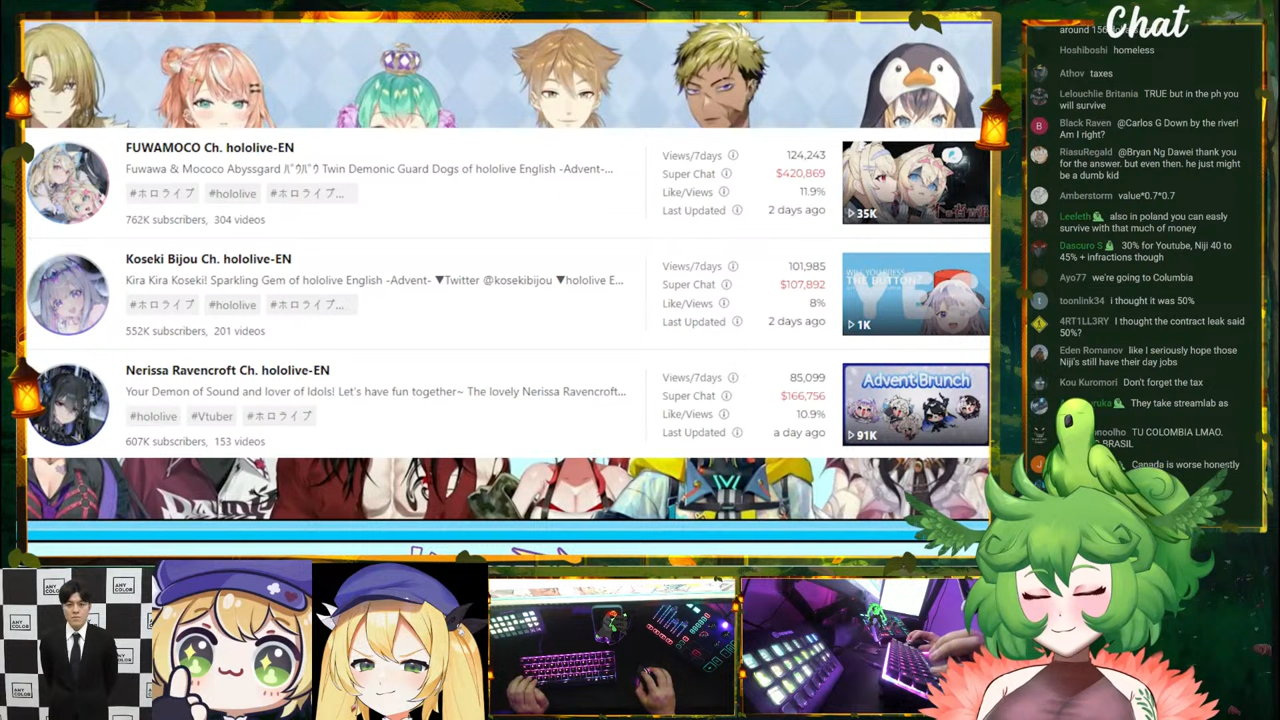 FUWAMOCO Ch. hololive-EN
Fuwawa & Mococo Abyssgard ﾊﾞｳﾊﾞｳ Twin Demonic Guard Dogs of hololive English -Advent-...
#ホロライブ #hololive #ホロライブ...
762K subscribers, 304 videos
Views/7days 124,243
Super Chat $420,869
Like/Views 11.9%
Last Updated 2 days ago
35K
Koseki Bijou Ch. hololive-EN
Kira Kira Koseki! Sparkling Gem of hololive English -Advent- ▼Twitter @kosekibijou ▼hololive E...
#ホロライブ #hololive #ホロライブ...
552K subscribers, 201 videos
Views/7days 101,985
Super Chat $107,892
Like/Views 8%
Last Updated 2 days ago
WILL YOU PRESS
THE BUTTON?
YES
1K
Nerissa Ravencroft Ch. hololive-EN
Your Demon of Sound and lover of Idols! Let's have fun together~ The lovely Nerissa Ravencroft...
#hololive #Vtuber #ホロライブ
607K subscribers, 153 videos
Views/7days 85,099
Super Chat $166,756
Like/Views 10.9%
Last Updated a day ago
Advent Brunch
91K
Chat
Hoshiboshi homeless
Athov taxes
Lelouchlie Britania TRUE but in the ph you
will survive
Black Raven @Carlos G Down by the river!
Am I right?
RiasuRegald @Bryan Ng Dawei thank you
for the answer. but even then. he just might
be a dumb kid
Amberstorm value*0.7*0.7
Leeleth also in poland you can easly
survive with that much of money
Dascuro S 30% for Youtube, Niji 40 to
45% + infractions though
Ayo77 we're going to Columbia
toonlink34 i thought it was 50%
4RT1LL3RY I thought the contract leak said
50%?
Eden Romanov like I seriously hope those
Niji's still have their day jobs
Kou Kuromori Don't forget the tax
They take streamlab as
TU COLOMBIA LMAO.
Canada is worse honestly
ANY
COLOR